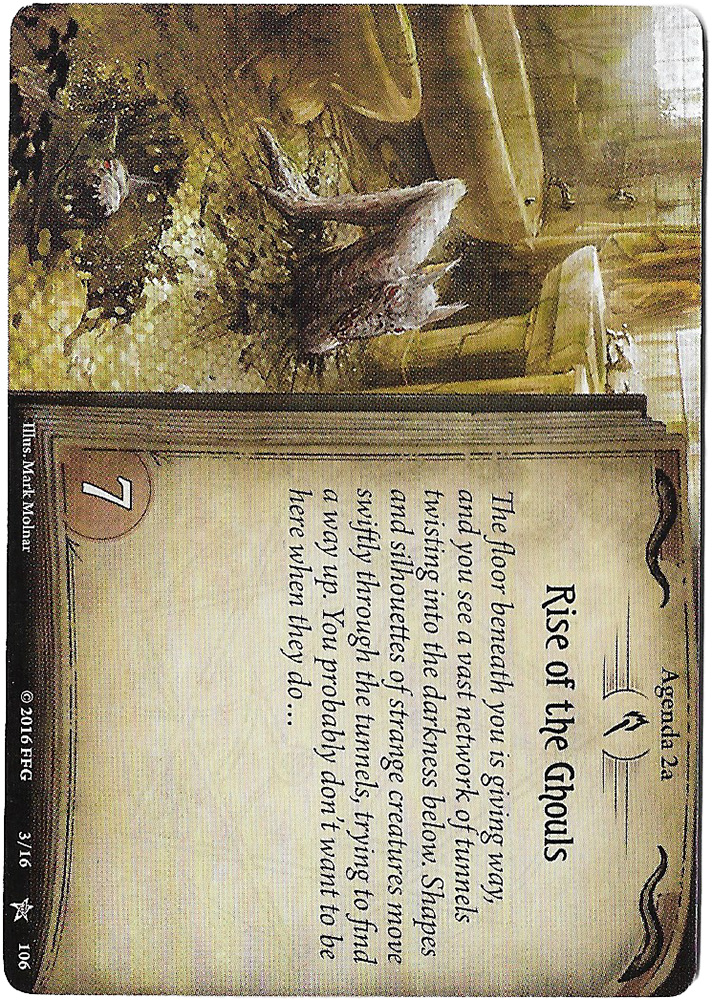 Agenda 2a
Rise of the Ghouls
The floor beneath you is giving way,
and you see a vast network of tunnels
twisting into the darkness below. Shapes
and silhouettes of strange creatures move
swiftly through the tunnels, trying to find
a way up. You probably don't want to be
here when they do…
7
Illus. Mark Molnar
© 2016 FFG
3/16
106